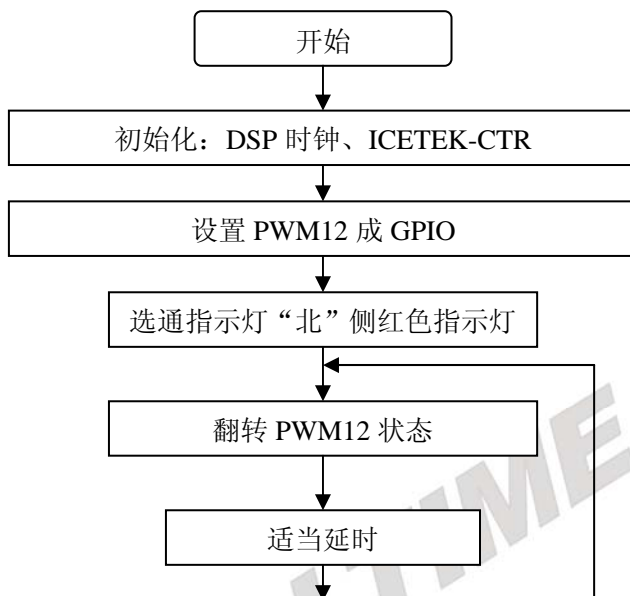 开始
初始化：DSP 时钟、ICETEK-CTR
设置 PWM12 成 GPIO
选通指示灯“北”侧红色指示灯
翻转 PWM12 状态
适当延时
TIME